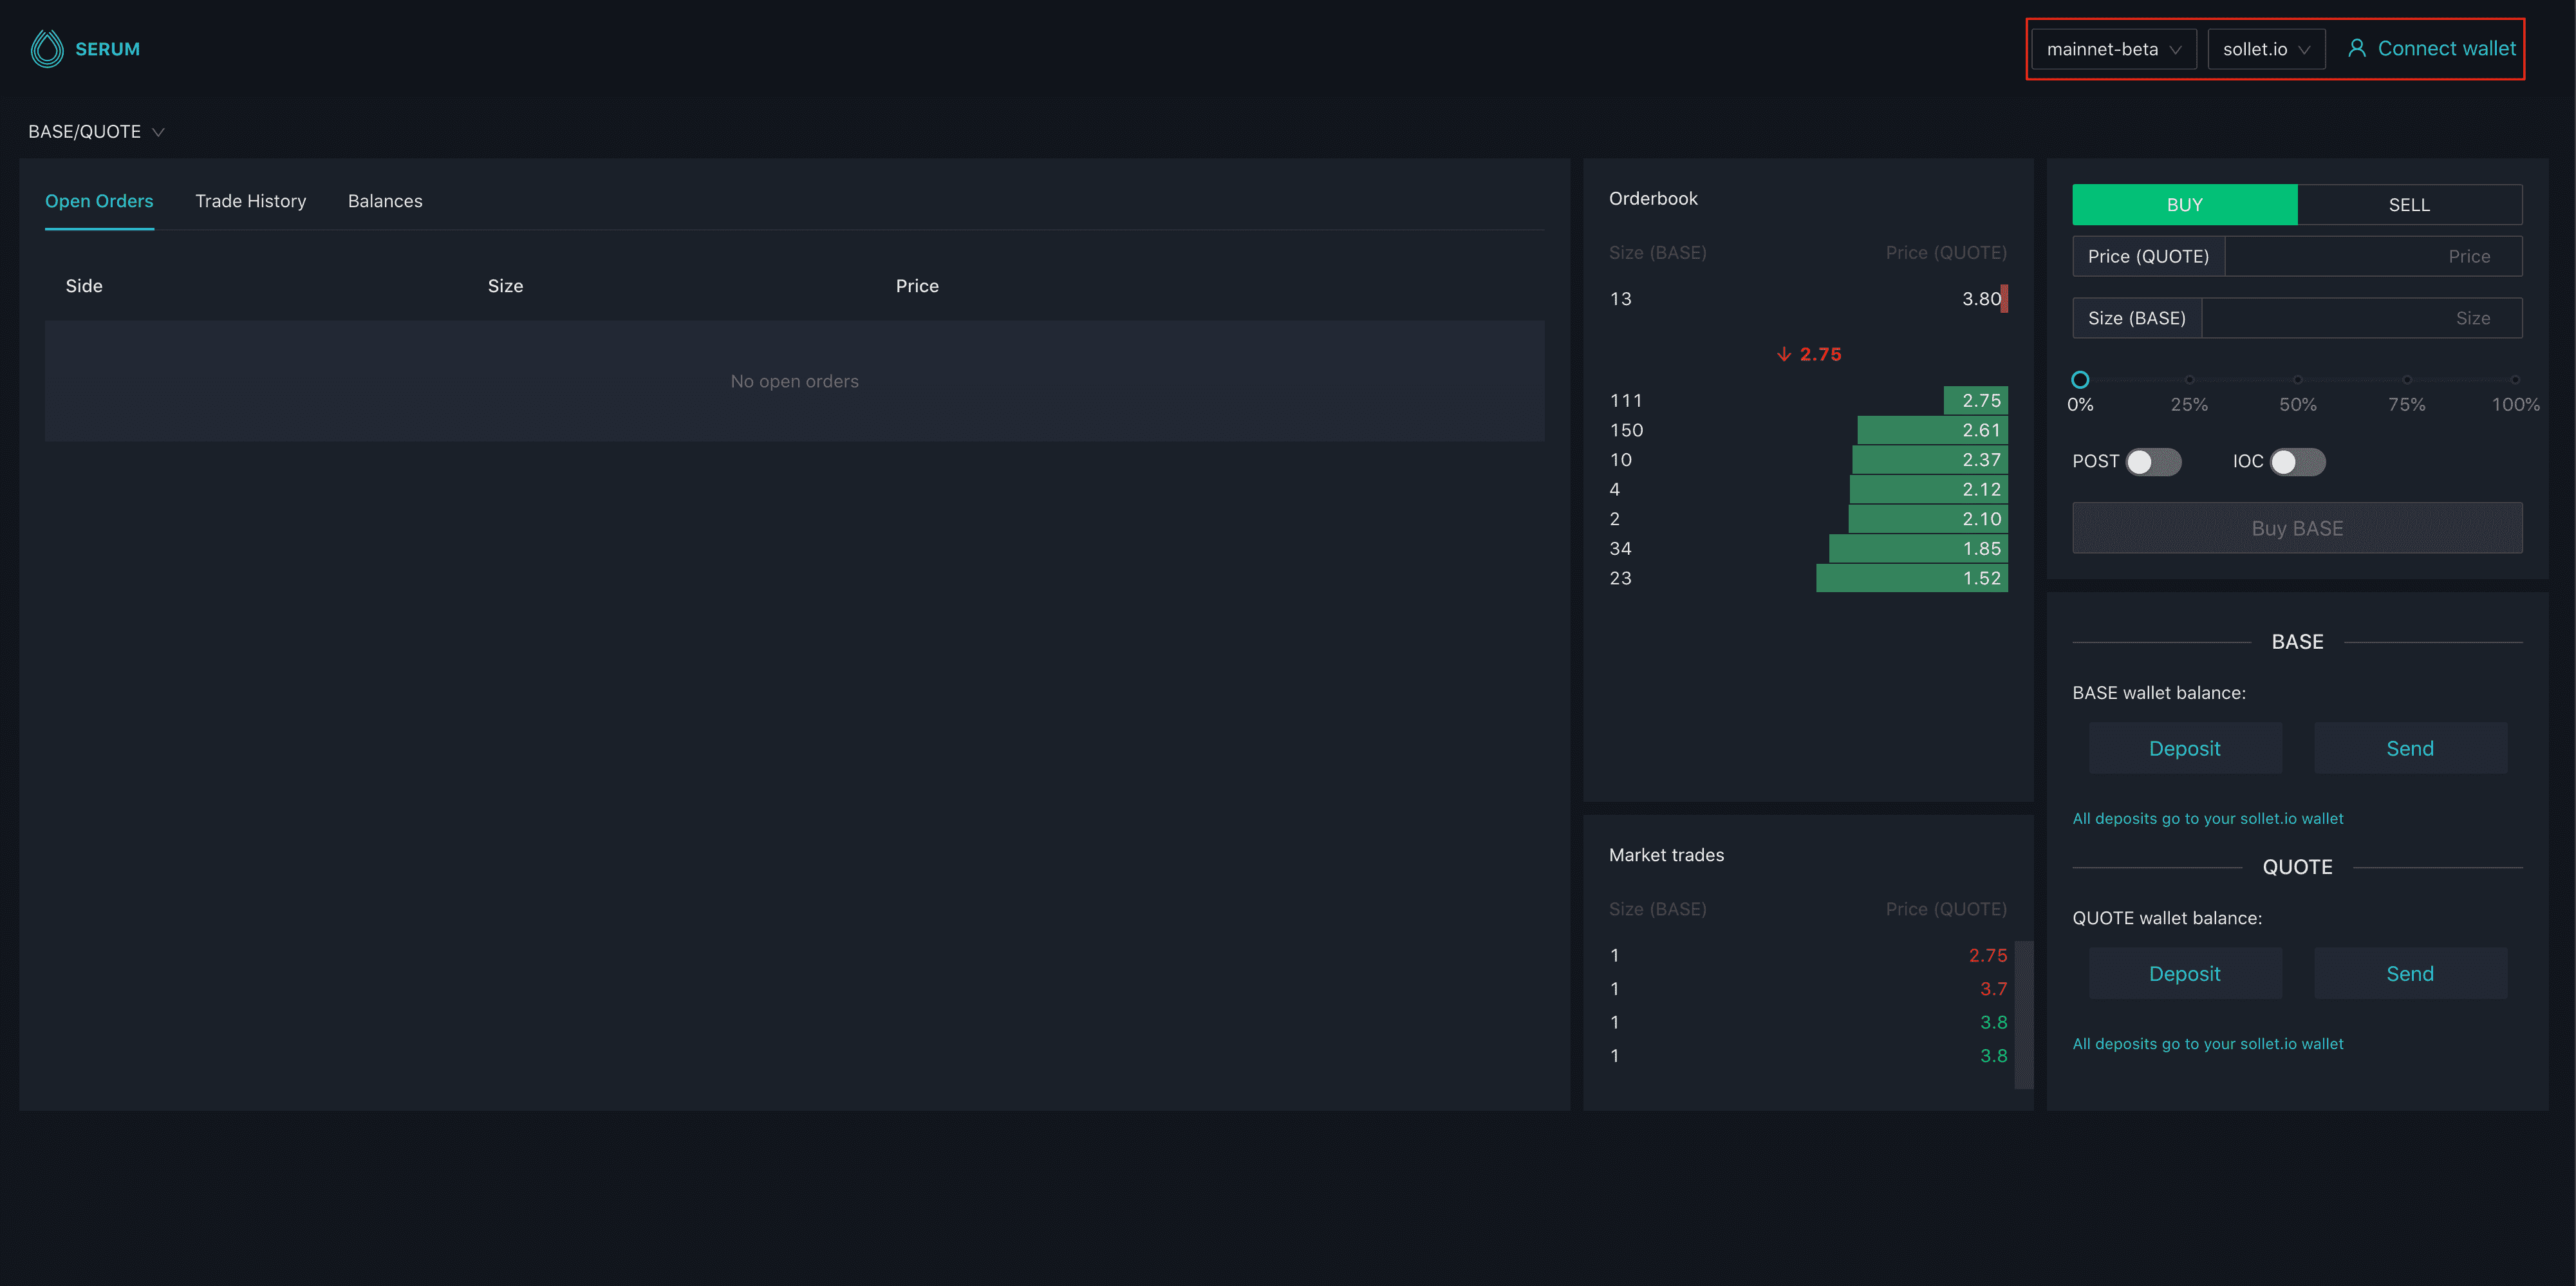 SERUM
mainnet-beta sollet.io Connect wallet
BASE/QUOTE
Open Orders Trade History Balances
Side Size Price
No open orders
Orderbook
Size (BASE) Price (QUOTE)
13 3.80
2.75
111 2.75
150 2.61
10 2.37
4 2.12
2 2.10
34 1.85
23 1.52
Market trades
Size (BASE) Price (QUOTE)
1 2.75
1 3.7
1 3.8
1 3.8
BUY SELL
Price (QUOTE) Price
Size (BASE) Size
0% 25% 50% 75% 100%
POST IOC
Buy BASE
BASE
BASE wallet balance:
Deposit Send
All deposits go to your sollet.io wallet
QUOTE
QUOTE wallet balance:
Deposit Send
All deposits go to your sollet.io wallet